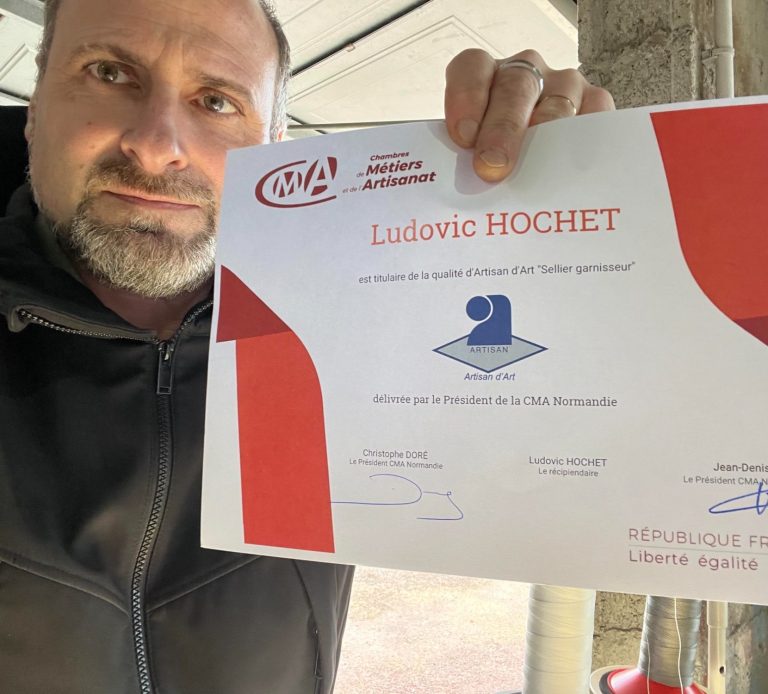 CMA
Chambres
de Métiers
et de l'Artisanat
Ludovic HOCHET
est titulaire de la qualité d'Artisan d'Art "Sellier garnisseur"
ARTISAN
Artisan d'Art
délivrée par le Président de la CMA Normandie
Christophe DORÉ
Le Président CMA Normandie
Ludovic HOCHET
Le récipiendaire
Jean-Denis
Le Président CMA N
RÉPUBLIQUE FR
Liberté égalité